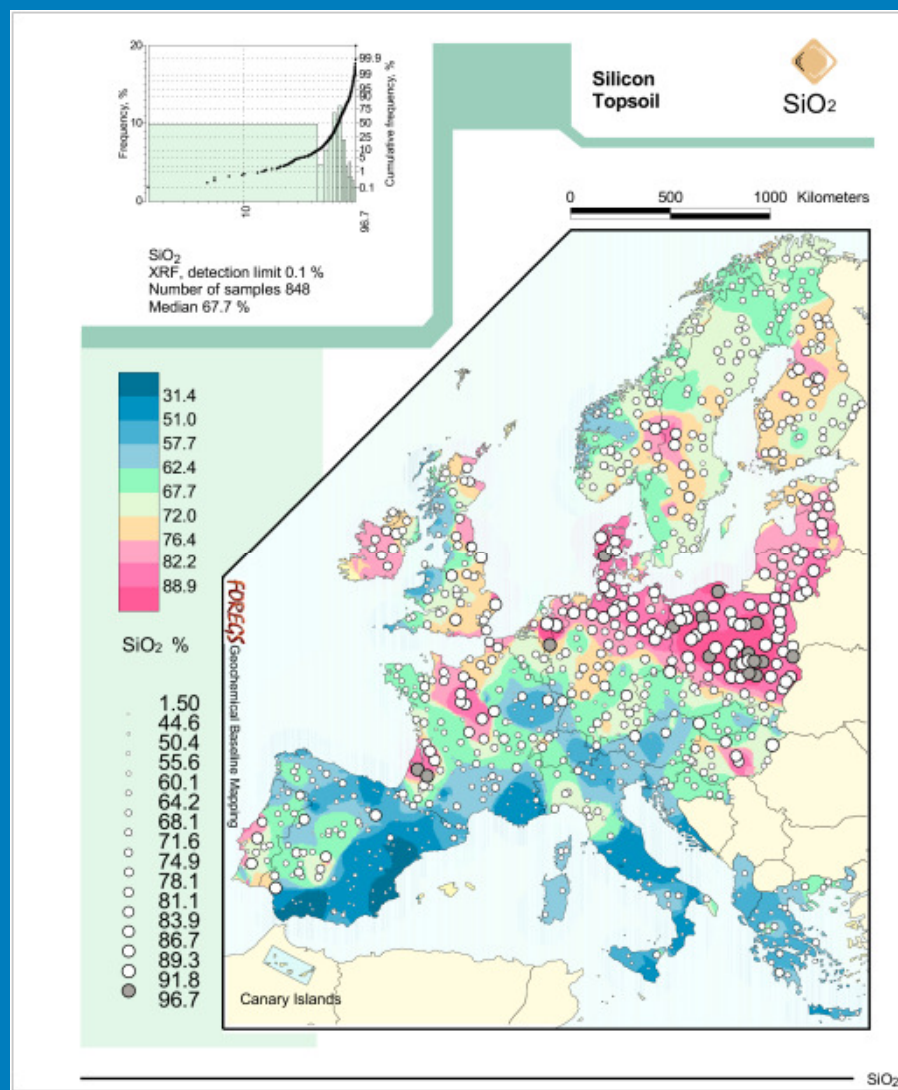 20
10
0
Frequency, %
99.9
99
95
90
75
50
25
10
5
1
0.1
Cumulative frequency, %
10
96.7
SiO2
XRF, detection limit 0.1 %
Number of samples 848
Median 67.7 %
Silicon
Topsoil
SiO2
0 500 1000 Kilometers
31.4
51.0
57.7
62.4
67.7
72.0
76.4
82.2
88.9
SiO2 %
1.50
44.6
50.4
55.6
60.1
64.2
68.1
71.6
74.9
78.1
81.1
83.9
86.7
89.3
91.8
96.7
FOREGS Geochemical Baseline Mapping
Canary Islands
SiO2